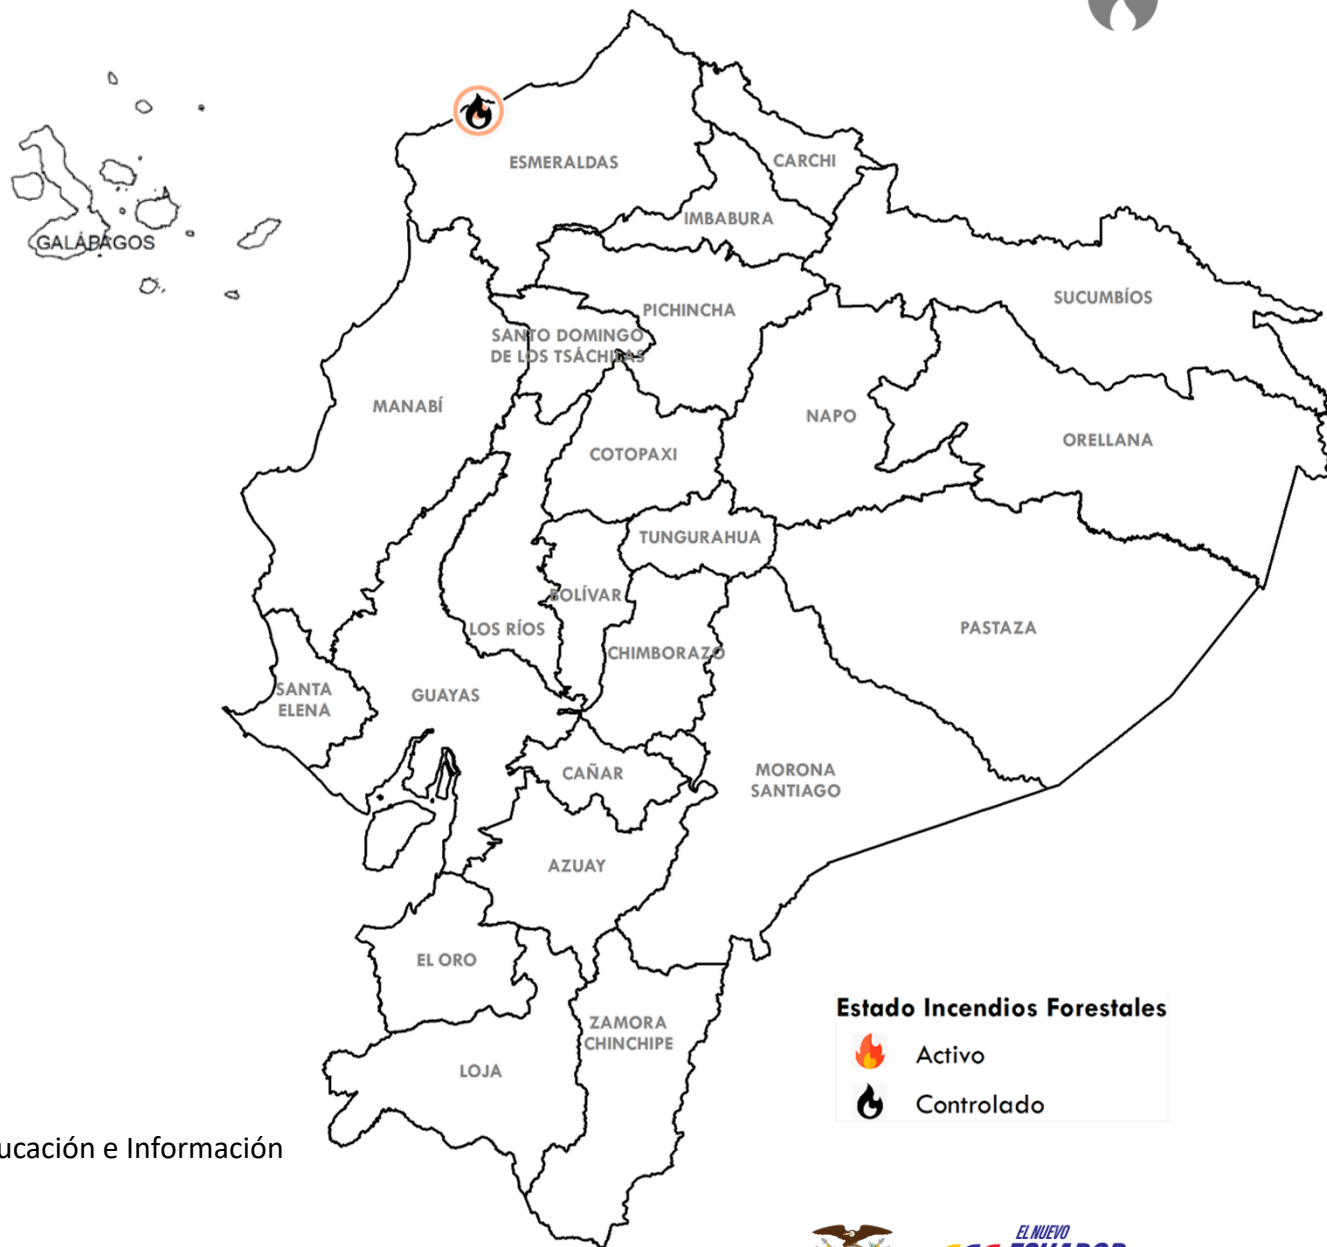 ESMERALDAS
CARCHI
IMBABURA
GALÁPAGOS
SUCUMBÍOS
PICHINCHA
SANTO DOMINGO
DE LOS TSÁCHILAS
MANABÍ
NAPO
ORELLANA
COTOPAXI
TUNGURAHUA
BOLÍVAR
LOS RÍOS
PASTAZA
CHIMBORAZO
SANTA
ELENA
GUAYAS
CAÑAR
MORONA
SANTIAGO
AZUAY
EL ORO
ZAMORA
CHINCHIPE
LOJA
Estado Incendios Forestales
Activo
Controlado
ucación e Información
EL NUEVO